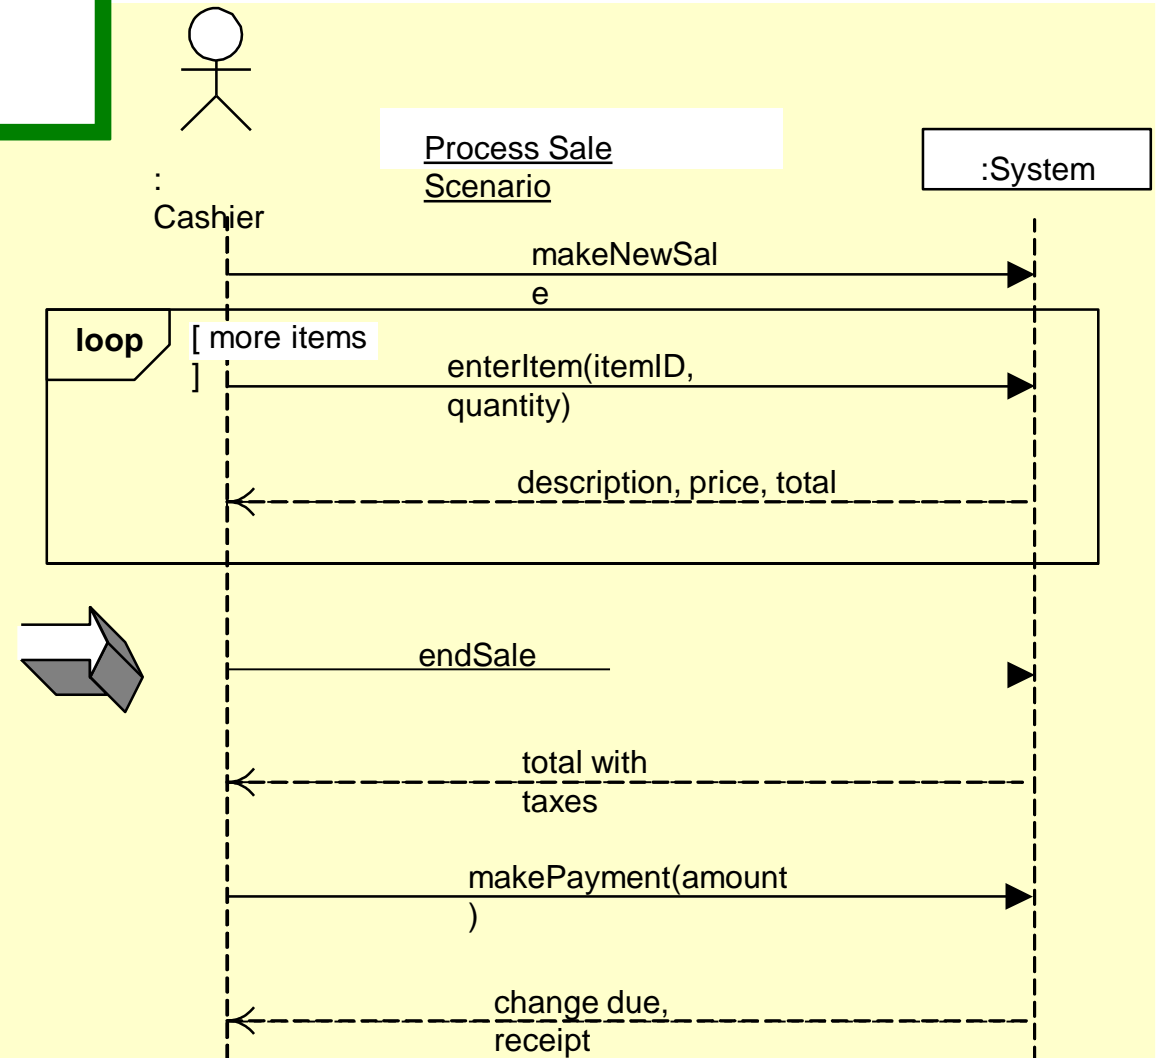 Process Sale
Scenario
:System
:
Cashier
makeNewSal
e
loop
[ more items
]
enterItem(itemID,
quantity)
description, price, total
endSale
total with
taxes
makePayment(amount
)
change due,
receipt